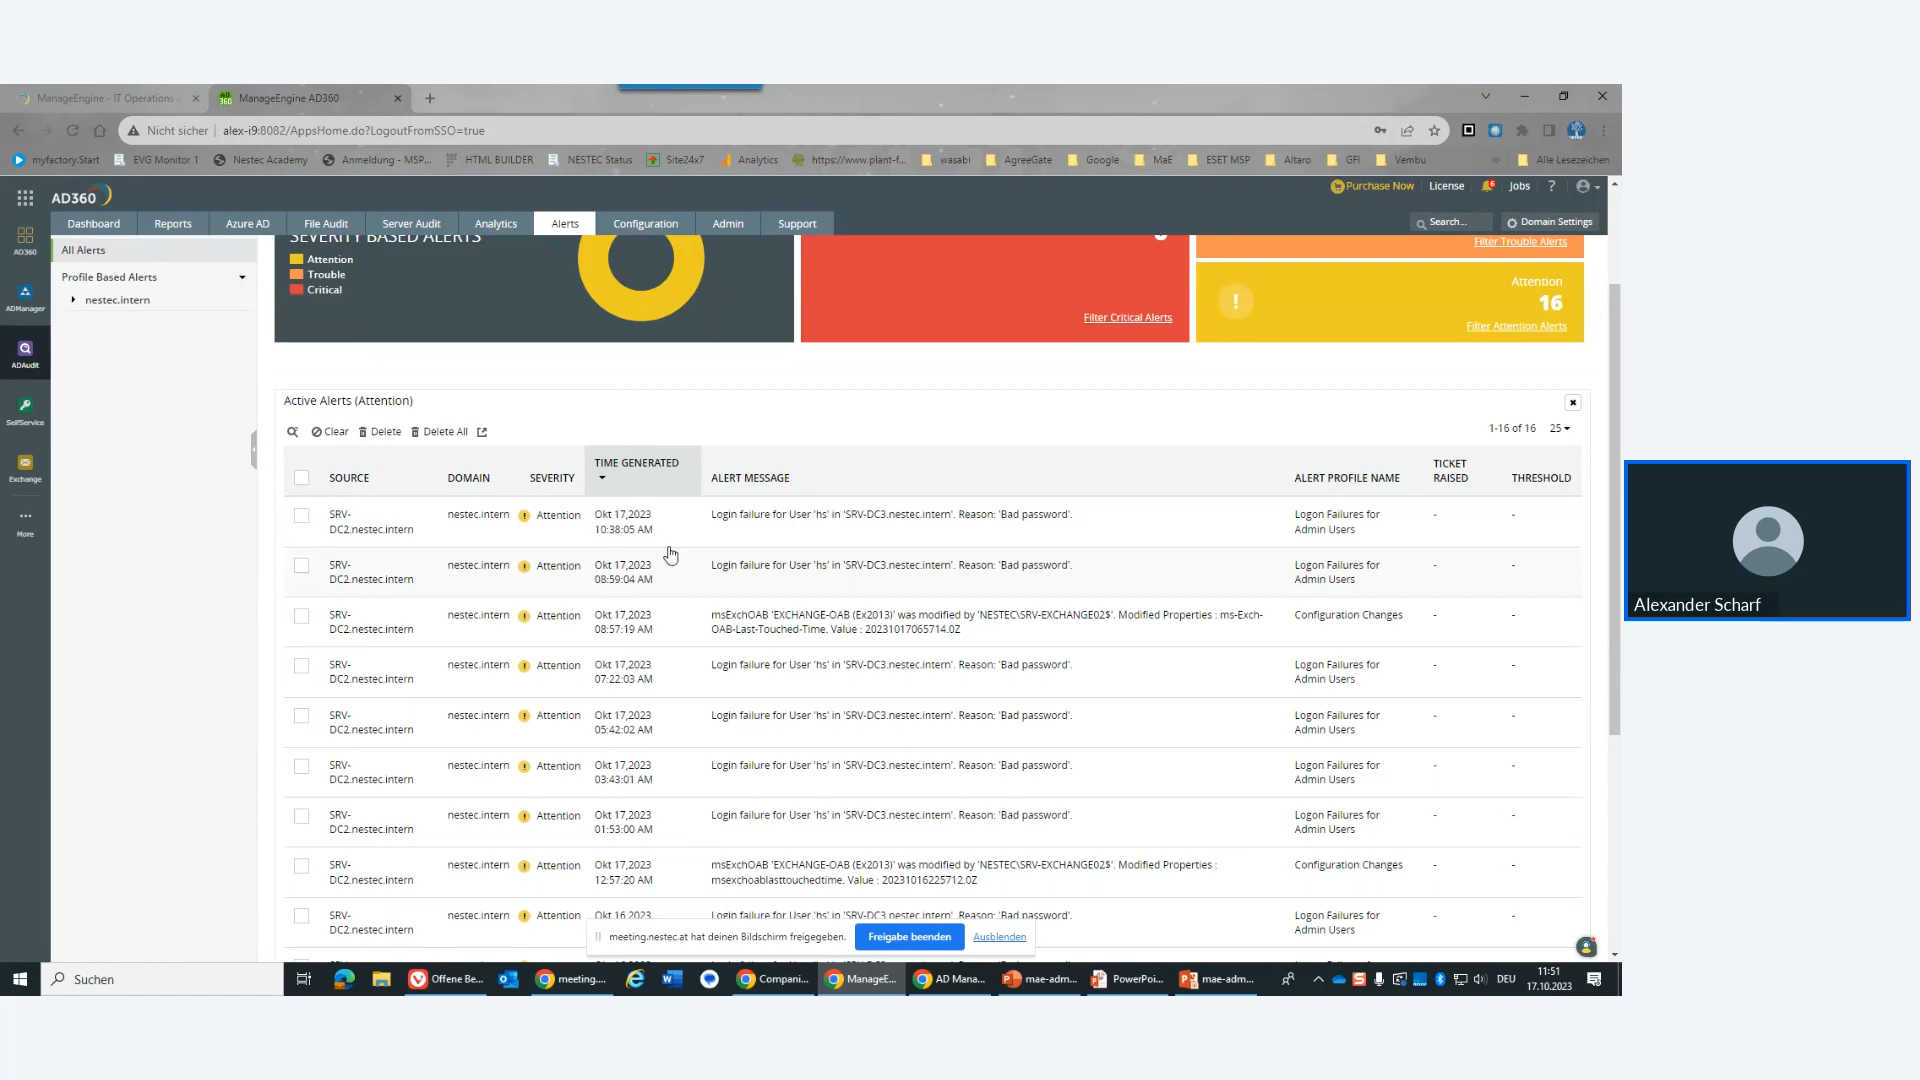 ManageEngine - IT Operations
ManageEngine AD360
Nicht sicher alex-i9:8082/AppsHome.do?LogoutFromSSO=true
myfactory.Start EVG Monitor 1 Nestec Academy Anmeldung - MSP... HTML BUILDER NESTEC Status Site24x7 Analytics https://www.plant-f... wasabi AgreeGate Google MaE ESET MSP Altaro GFI Vembu » Alle Lesezeichen
AD360 Purchase Now License 6 Jobs ?
Dashboard Reports Azure AD File Audit Server Audit Analytics Alerts Configuration Admin Support Search... Domain Settings
AD360
ADManager
ADAudit
SelfService
Exchange
More
All Alerts
Profile Based Alerts
nestec.intern
SEVERITY BASED ALERTS
Attention
Trouble
Critical
Filter Critical Alerts
Filter Trouble Alerts
Attention
16
Filter Attention Alerts
Active Alerts (Attention)
Clear Delete Delete All 1-16 of 16 25
SOURCE DOMAIN SEVERITY TIME GENERATED ALERT MESSAGE ALERT PROFILE NAME TICKET RAISED THRESHOLD
SRV-DC2.nestec.intern nestec.intern Attention Okt 17,2023 10:38:05 AM Login failure for User 'hs' in 'SRV-DC3.nestec.intern'. Reason: 'Bad password'. Logon Failures for Admin Users - -
SRV-DC2.nestec.intern nestec.intern Attention Okt 17,2023 08:59:04 AM Login failure for User 'hs' in 'SRV-DC3.nestec.intern'. Reason: 'Bad password'. Logon Failures for Admin Users - -
SRV-DC2.nestec.intern nestec.intern Attention Okt 17,2023 08:57:19 AM msExchOAB 'EXCHANGE-OAB (Ex2013)' was modified by 'NESTEC\SRV-EXCHANGE02$'. Modified Properties : ms-Exch-OAB-Last-Touched-Time. Value : 20231017065714.0Z Configuration Changes - -
SRV-DC2.nestec.intern nestec.intern Attention Okt 17,2023 07:22:03 AM Login failure for User 'hs' in 'SRV-DC3.nestec.intern'. Reason: 'Bad password'. Logon Failures for Admin Users - -
SRV-DC2.nestec.intern nestec.intern Attention Okt 17,2023 05:42:02 AM Login failure for User 'hs' in 'SRV-DC3.nestec.intern'. Reason: 'Bad password'. Logon Failures for Admin Users - -
SRV-DC2.nestec.intern nestec.intern Attention Okt 17,2023 03:43:01 AM Login failure for User 'hs' in 'SRV-DC3.nestec.intern'. Reason: 'Bad password'. Logon Failures for Admin Users - -
SRV-DC2.nestec.intern nestec.intern Attention Okt 17,2023 01:53:00 AM Login failure for User 'hs' in 'SRV-DC3.nestec.intern'. Reason: 'Bad password'. Logon Failures for Admin Users - -
SRV-DC2.nestec.intern nestec.intern Attention Okt 17,2023 12:57:20 AM msExchOAB 'EXCHANGE-OAB (Ex2013)' was modified by 'NESTEC\SRV-EXCHANGE02$'. Modified Properties : msexchoablasttouchedtime. Value : 20231016225712.0Z Configuration Changes - -
SRV-DC2.nestec.intern nestec.intern Attention Okt 16,2023 Login failure for User 'hs' in 'SRV-DC3.nestec.intern'. Reason: 'Bad password'. Logon Failures for Admin Users - -
meeting.nestec.at hat deinen Bildschirm freigegeben. Freigabe beenden Ausblenden
Suchen Offene Be... meeting.... Compani... ManageE... AD Mana... mae-adm... PowerPoi... mae-adm... DEU 11:51
17.10.2023
Alexander Scharf